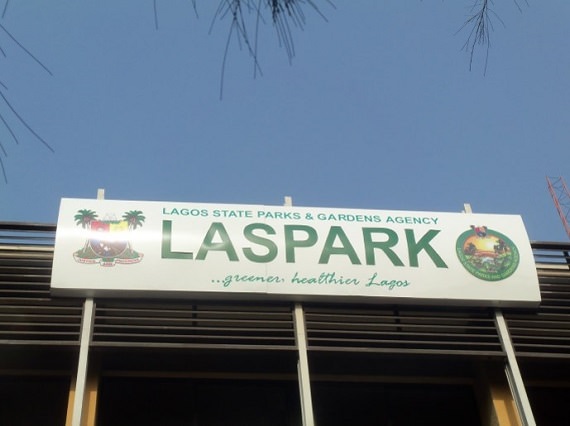 LAGOS STATE PARKS & GARDENS AGENCY
LASPARK
...greener, healthier Lagos